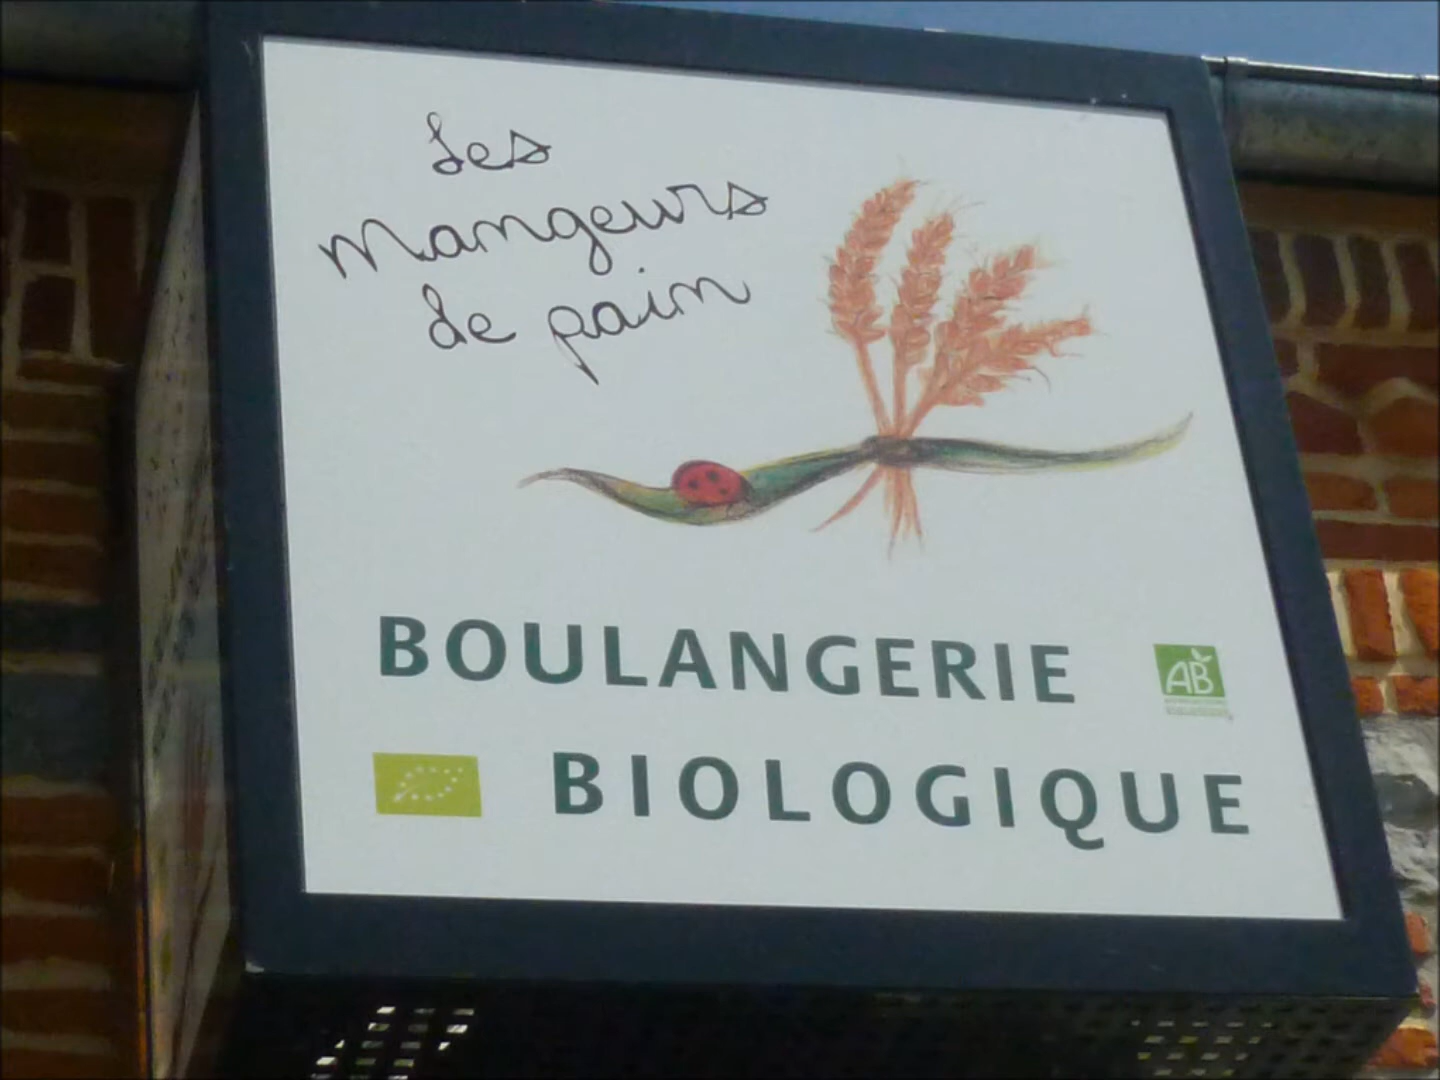 Les
Mangeurs
de pain
BOULANGERIE
AB
BIOLOGIQUE